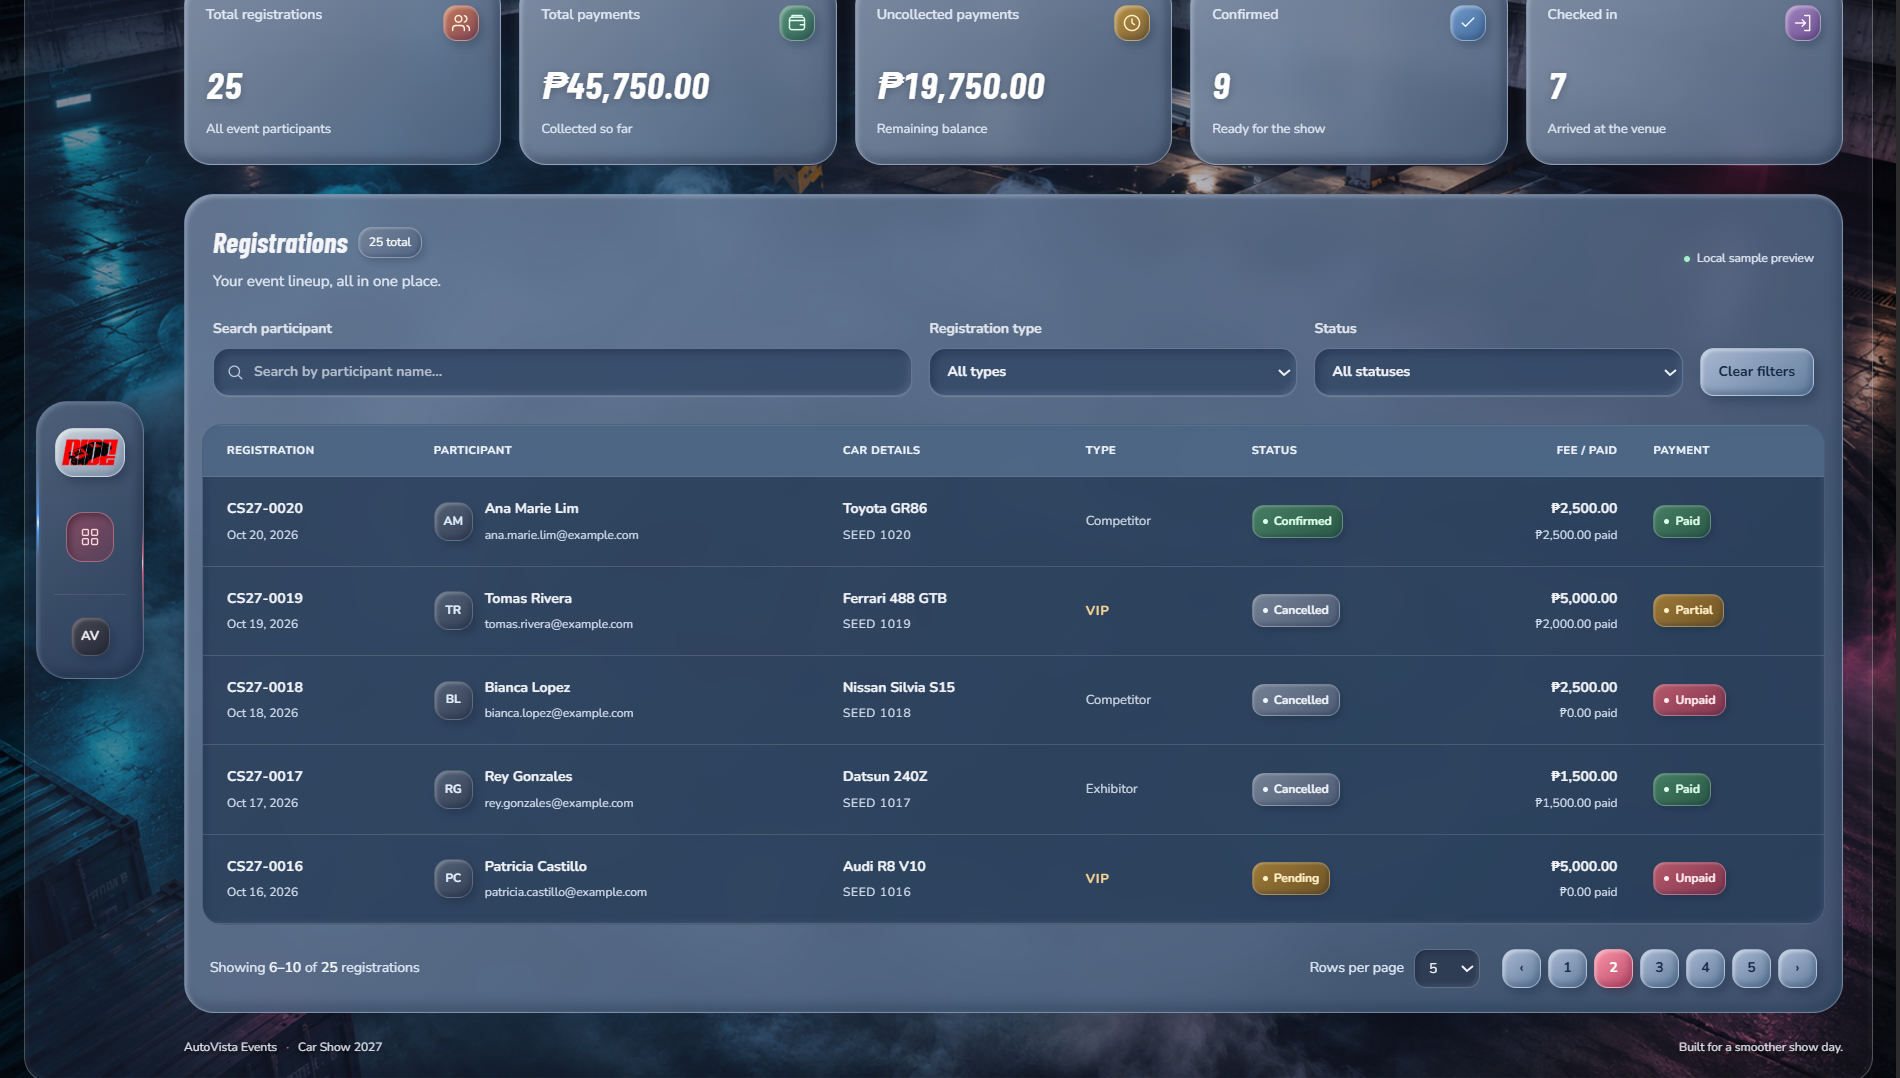 Total registrations
25
All event participants
Total payments
₱45,750.00
Collected so far
Uncollected payments
₱19,750.00
Remaining balance
Confirmed
9
Ready for the show
Checked in
7
Arrived at the venue
Registrations 25 total
Your event lineup, all in one place.
Local sample preview
Search participant
Search by participant name...
Registration type
All types
Status
All statuses
Clear filters
AV
REGISTRATION PARTICIPANT CAR DETAILS TYPE STATUS FEE / PAID PAYMENT
CS27-0020 AM Ana Marie Lim Toyota GR86 Competitor Confirmed ₱2,500.00 Paid
Oct 20, 2026 ana.marie.lim@example.com SEED 1020 ₱2,500.00 paid
CS27-0019 TR Tomas Rivera Ferrari 488 GTB VIP Cancelled ₱5,000.00 Partial
Oct 19, 2026 tomas.rivera@example.com SEED 1019 ₱2,000.00 paid
CS27-0018 BL Bianca Lopez Nissan Silvia S15 Competitor Cancelled ₱2,500.00 Unpaid
Oct 18, 2026 bianca.lopez@example.com SEED 1018 ₱0.00 paid
CS27-0017 RG Rey Gonzales Datsun 240Z Exhibitor Cancelled ₱1,500.00 Paid
Oct 17, 2026 rey.gonzales@example.com SEED 1017 ₱1,500.00 paid
CS27-0016 PC Patricia Castillo Audi R8 V10 VIP Pending ₱5,000.00 Unpaid
Oct 16, 2026 patricia.castillo@example.com SEED 1016 ₱0.00 paid
Showing 6–10 of 25 registrations
Rows per page 5 ‹ 1 2 3 4 5 ›
AutoVista Events · Car Show 2027
Built for a smoother show day.